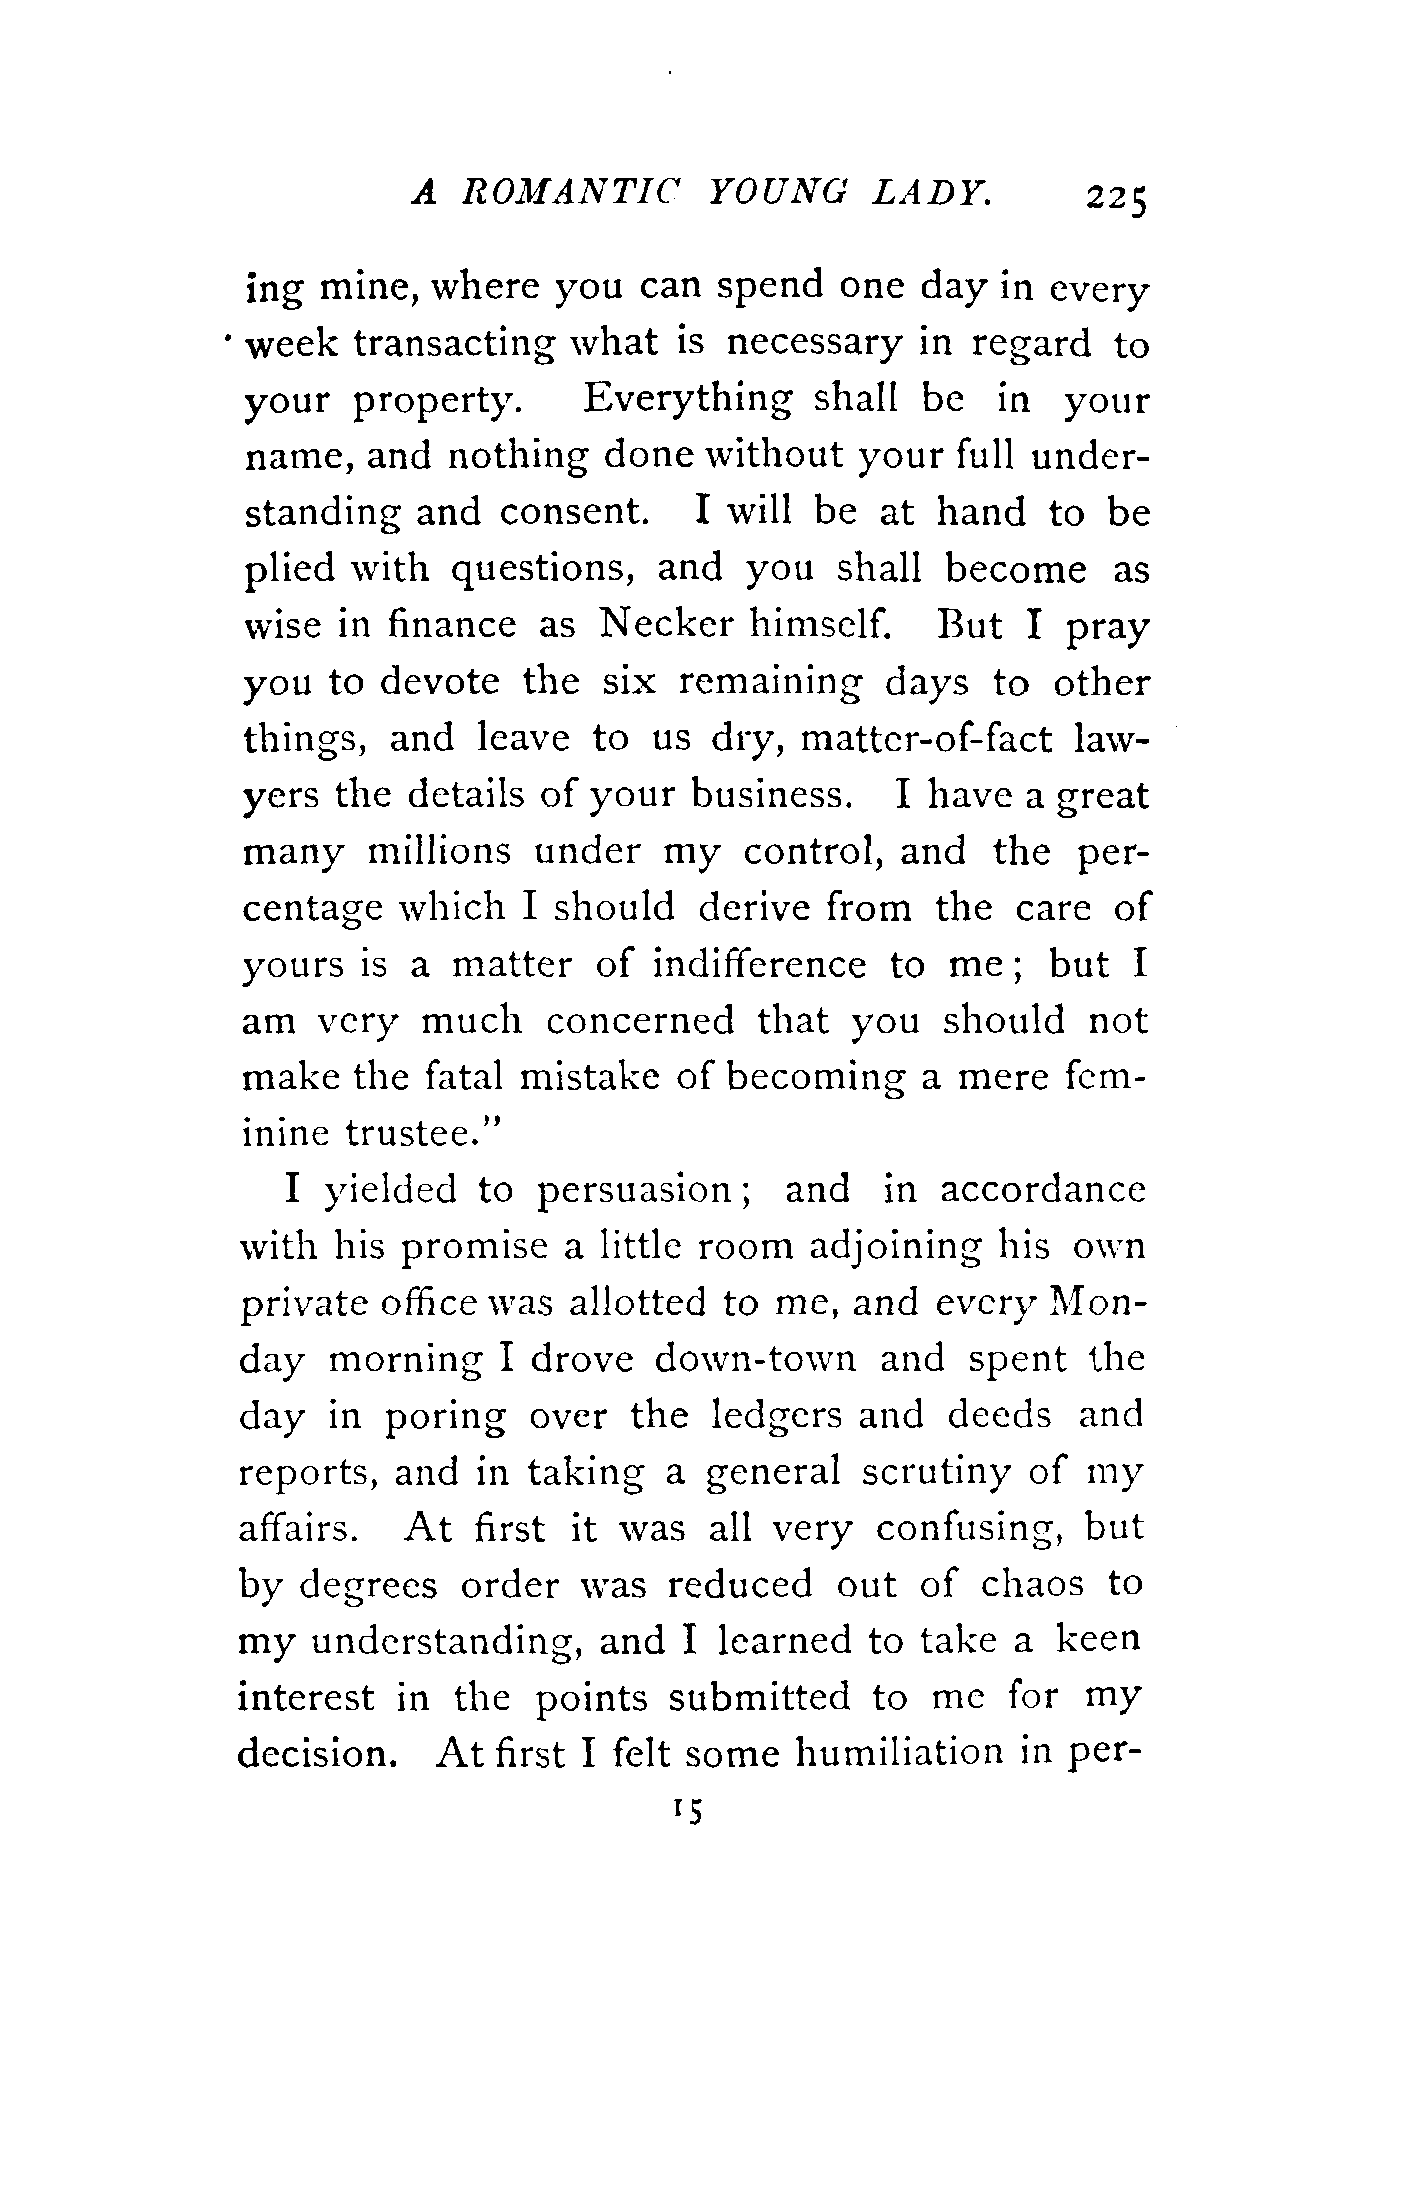 A ROMANTIC YOUNG LADY. 225
ing mine, where you can spend one day in every
week transacting what is necessary in regard to
your property. Everything shall be in your
name, and nothing done without your full under-
standing and consent. I will be at hand to be
plied with questions, and you shall become as
wise in finance as Necker himself. But I pray
you to devote the six remaining days to other
things, and leave to us dry, matter-of-fact law-
yers the details of your business. I have a great
many millions under my control, and the per-
centage which I should derive from the care of
yours is a matter of indifference to me; but I
am very much concerned that you should not
make the fatal mistake of becoming a mere fem-
inine trustee."
I yielded to persuasion; and in accordance
with his promise a little room adjoining his own
private office was allotted to me, and every Mon-
day morning I drove down-town and spent the
day in poring over the ledgers and deeds and
reports, and in taking a general scrutiny of my
affairs. At first it was all very confusing, but
by degrees order was reduced out of chaos to
my understanding, and I learned to take a keen
interest in the points submitted to me for my
decision. At first I felt some humiliation in per-
15